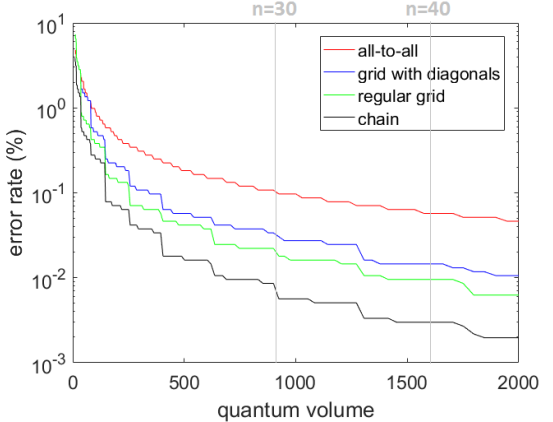 n=30
n=40
10^1
10^0
10^-1
10^-2
10^-3
error rate (%)
all-to-all
grid with diagonals
regular grid
chain
0
500
1000
1500
2000
quantum volume